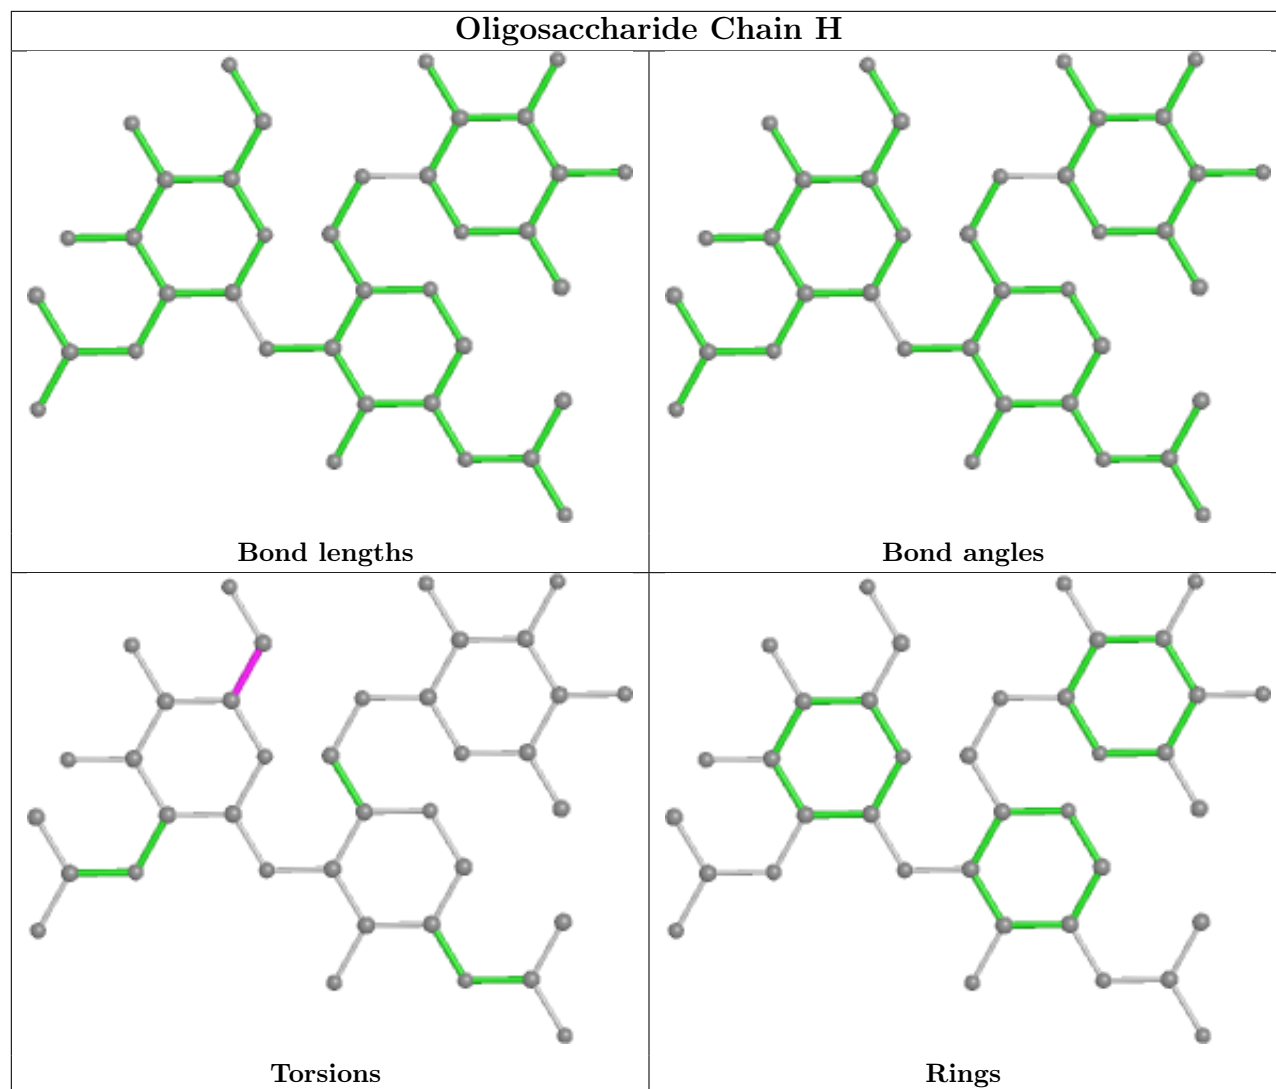 Oligosaccharide Chain H
Bond lengths
Bond angles
Torsions
Rings